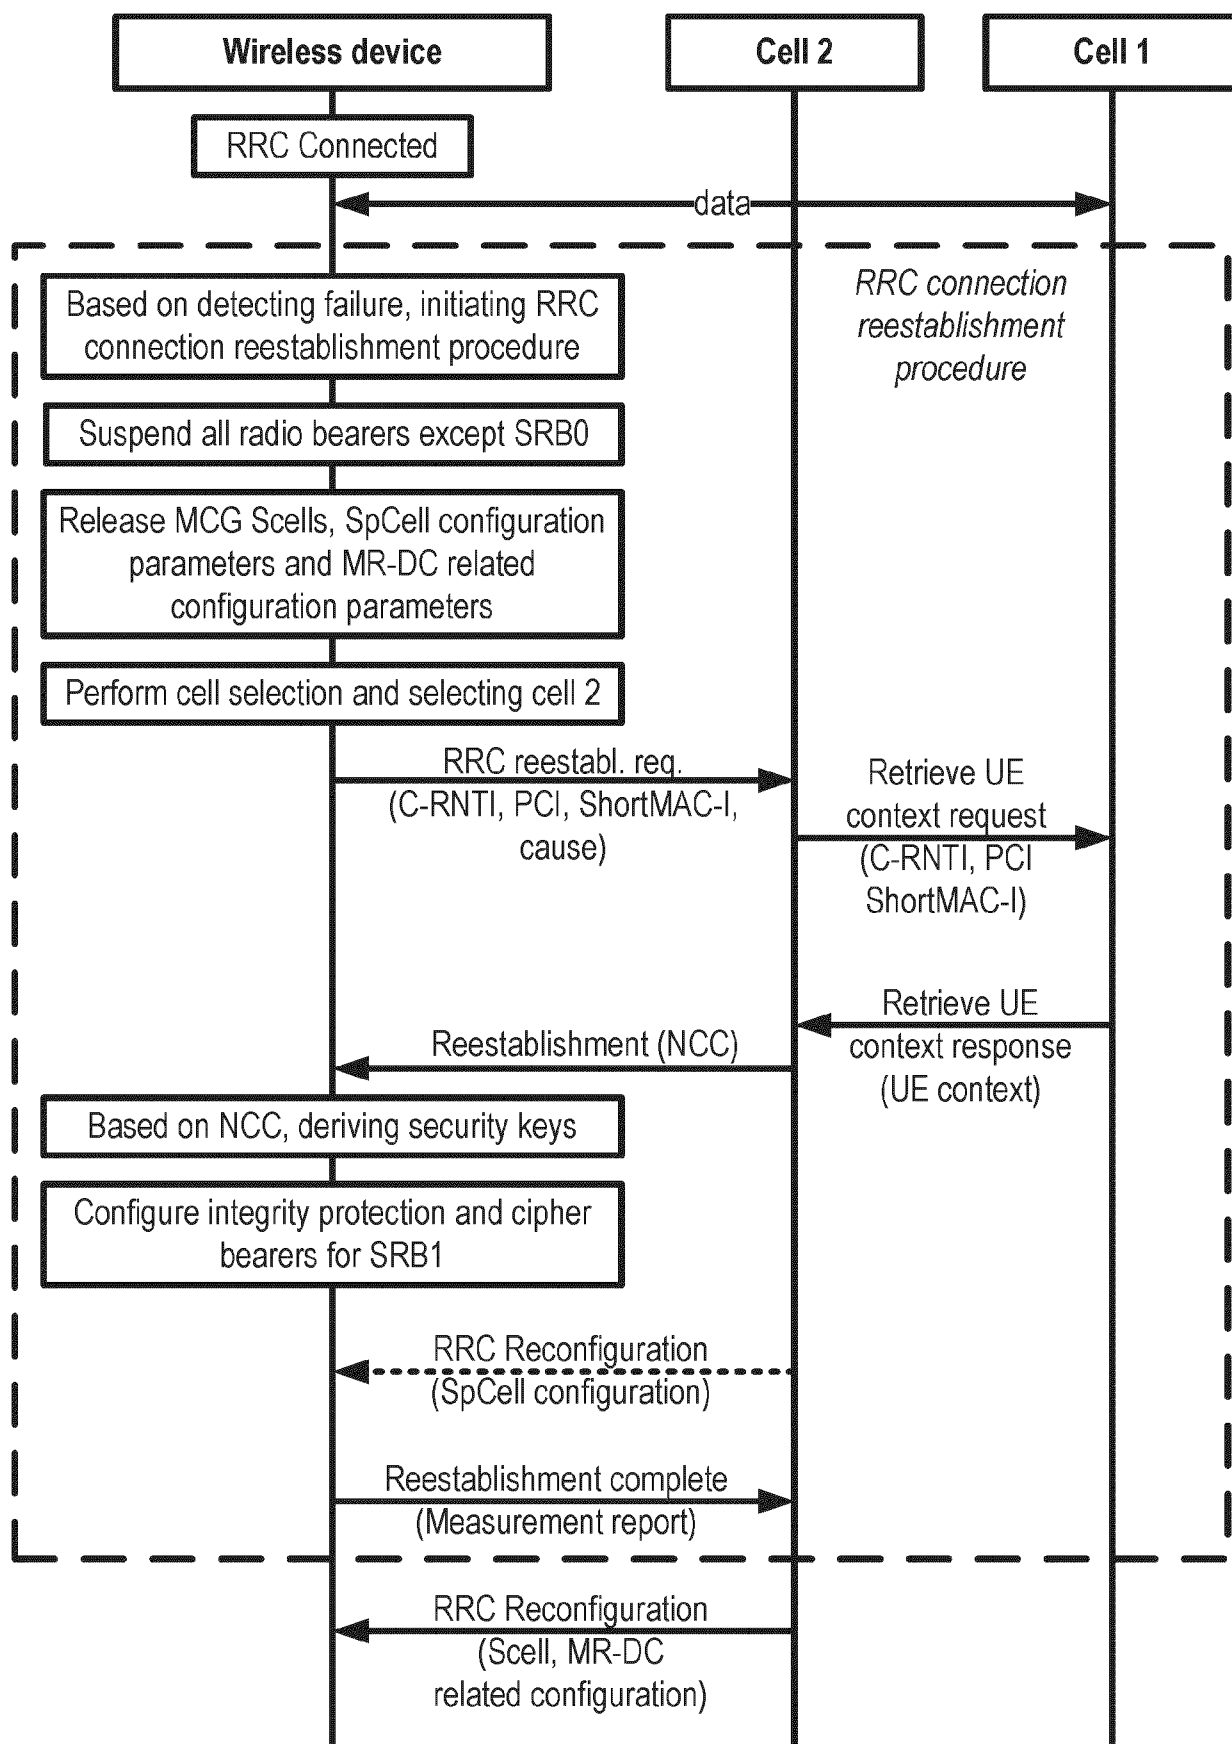 Wireless device
Cell 2
Cell 1
RRC Connected
data
RRC connection
reestablishment
procedure
Based on detecting failure, initiating RRC
connection reestablishment procedure
Suspend all radio bearers except SRB0
Release MCG Scells, SpCell configuration
parameters and MR-DC related
configuration parameters
Perform cell selection and selecting cell 2
RRC reestabl. req.
(C-RNTI, PCI, ShortMAC-I,
cause)
Retrieve UE
context request
(C-RNTI, PCI
ShortMAC-I)
Retrieve UE
context response
(UE context)
Reestablishment (NCC)
Based on NCC, deriving security keys
Configure integrity protection and cipher
bearers for SRB1
RRC Reconfiguration
(SpCell configuration)
Reestablishment complete
(Measurement report)
RRC Reconfiguration
(Scell, MR-DC
related configuration)